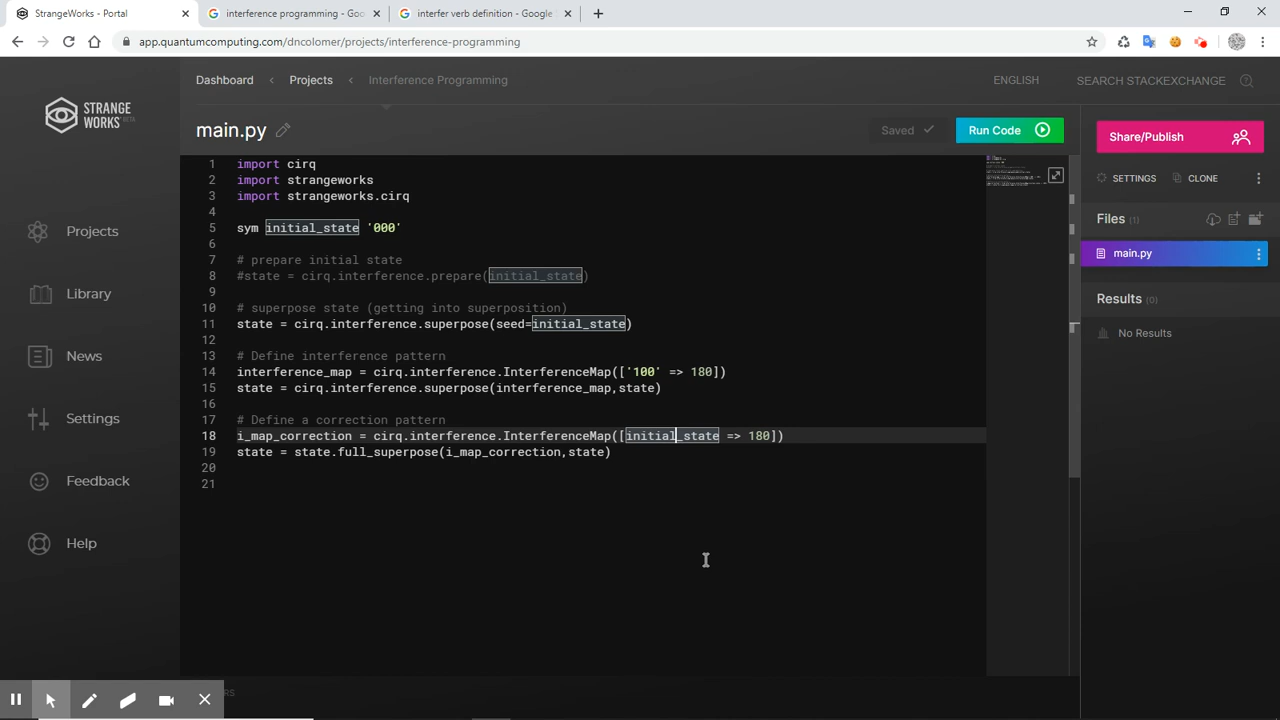 StrangeWorks - Portal
interference programming - Goo
interfer verb definition - Google
app.quantumcomputing.com/dncolomer/projects/interference-programming
STRANGE
WORKS BETA
Dashboard < Projects < Interference Programming
ENGLISH
SEARCH STACKEXCHANGE
main.py
Saved
Run Code
Share/Publish
SETTINGS
CLONE
Files (1)
main.py
Results (0)
No Results
Projects
Library
News
Settings
Feedback
Help
1 import cirq
2 import strangeworks
3 import strangeworks.cirq
4
5 sym initial_state '000'
6
7 # prepare initial state
8 #state = cirq.interference.prepare(initial_state)
9
10 # superpose state (getting into superposition)
11 state = cirq.interference.superpose(seed=initial_state)
12
13 # Define interference pattern
14 interference_map = cirq.interference.InterferenceMap(['100' => 180])
15 state = cirq.interference.superpose(interference_map,state)
16
17 # Define a correction pattern
18 i_map_correction = cirq.interference.InterferenceMap([initial_state => 180])
19 state = state.full_superpose(i_map_correction,state)
20
21